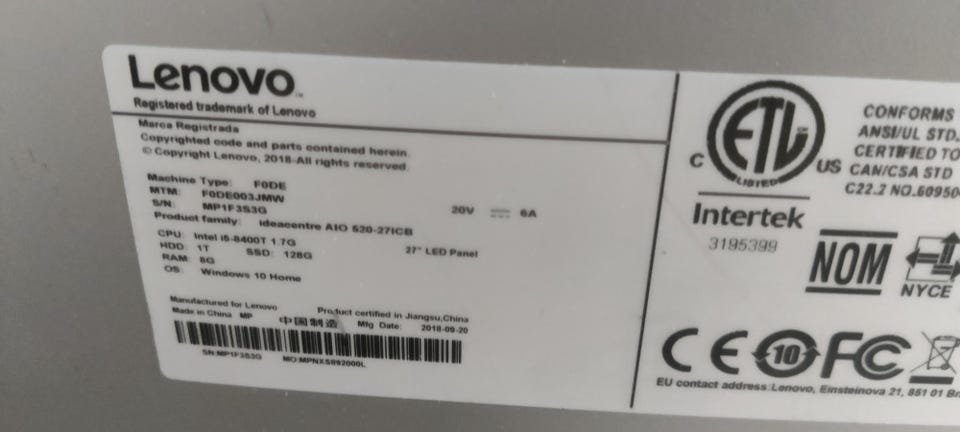 Lenovo
Registered trademark of Lenovo
Marca Registrada
Copyrighted code and parts contained herein.
© Copyright Lenovo, 2018-All rights reserved.
Machine Type: F0DE
MTM: F0DE003JMW
S/N: MP1F3S3G
20V ⎓ 6A
Product family: ideacentre AIO 520-27ICB
CPU: Intel i5-8400T 1.7G
27" LED Panel
HDD: 1T SSD: 128G
RAM: 8G
OS: Windows 10 Home
Manufactured for Lenovo
Product certified in Jiangsu,China
Made in China MP 中国制造 Mfg Date: 2018-09-20
SN:MP1F3S3G MO:MPNXS892000L
C ETL US
LISTED
CM
Intertek
3195399
CONFORMS
ANSI/UL STD.
CERTIFIED TO
CAN/CSA STD
C22.2 NO.60950
NOM
NYCE
CE 10 FC
EU contact address:Lenovo, Einsteinova 21, 851 01 Br